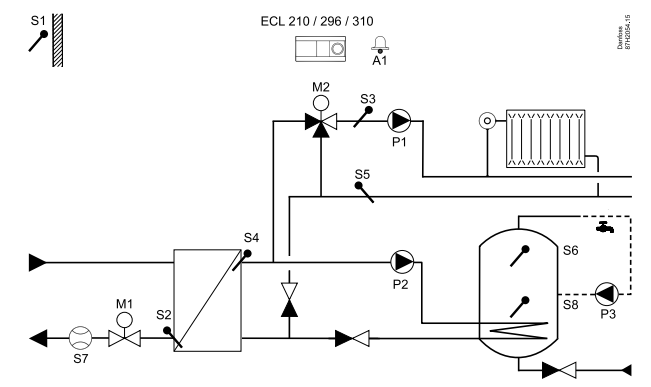 S1
ECL 210 / 296 / 310
Danfoss
87H2054.15
A1
M2
S3
P1
S5
S4
S6
P2
S8
P3
M1
S2
S7